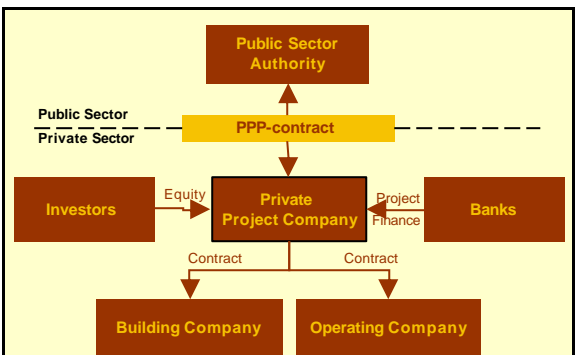 Public Sector
Authority
Public Sector
PPP-contract
Private Sector
Investors
Equity
Private
Project Company
Project
Finance
Banks
Contract
Contract
Building Company
Operating Company